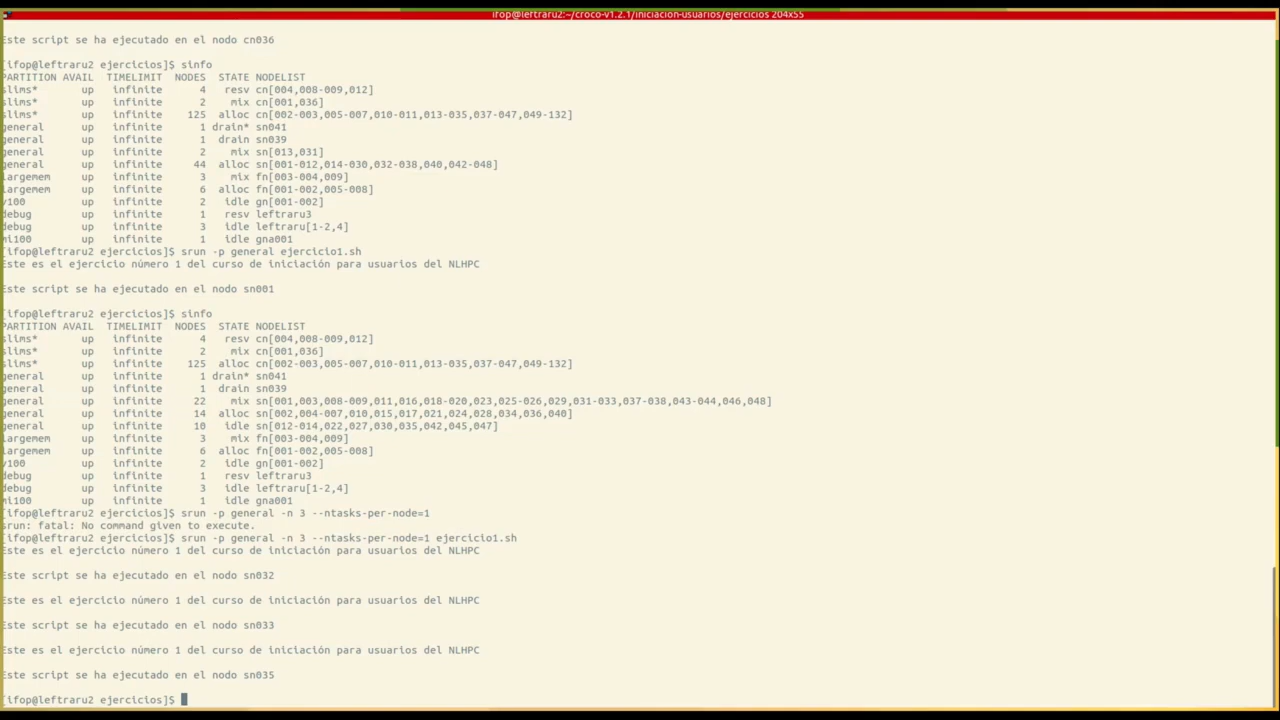 ifop@leftraru2:~/croco-v1.2.1/iniciacion-usuarios/ejercicios 204x55
Este script se ha ejecutado en el nodo cn036
[ifop@leftraru2 ejercicios]$ sinfo
PARTITION AVAIL  TIMELIMIT  NODES  STATE NODELIST
slims*       up   infinite      4   resv cn[004,008-009,012]
slims*       up   infinite      2    mix cn[001,036]
slims*       up   infinite    125  alloc cn[002-003,005-007,010-011,013-035,037-047,049-132]
general      up   infinite      1 drain* sn041
general      up   infinite      1  drain sn039
general      up   infinite      2    mix sn[013,031]
general      up   infinite     44  alloc sn[001-012,014-030,032-038,040,042-048]
largemem     up   infinite      3    mix fn[003-004,009]
largemem     up   infinite      6  alloc fn[001-002,005-008]
v100         up   infinite      2   idle gn[001-002]
debug        up   infinite      1   resv leftraru3
debug        up   infinite      3   idle leftraru[1-2,4]
mi100        up   infinite      1   idle gna001
[ifop@leftraru2 ejercicios]$ srun -p general ejercicio1.sh
Este es el ejercicio número 1 del curso de iniciación para usuarios del NLHPC
Este script se ha ejecutado en el nodo sn001
[ifop@leftraru2 ejercicios]$ sinfo
PARTITION AVAIL  TIMELIMIT  NODES  STATE NODELIST
slims*       up   infinite      4   resv cn[004,008-009,012]
slims*       up   infinite      2    mix cn[001,036]
slims*       up   infinite    125  alloc cn[002-003,005-007,010-011,013-035,037-047,049-132]
general      up   infinite      1 drain* sn041
general      up   infinite      1  drain sn039
general      up   infinite     22    mix sn[001,003,008-009,011,016,018-020,023,025-026,029,031-033,037-038,043-044,046,048]
general      up   infinite     14  alloc sn[002,004-007,010,015,017,021,024,028,034,036,040]
general      up   infinite     10   idle sn[012-014,022,027,030,035,042,045,047]
largemem     up   infinite      3    mix fn[003-004,009]
largemem     up   infinite      6  alloc fn[001-002,005-008]
v100         up   infinite      2   idle gn[001-002]
debug        up   infinite      1   resv leftraru3
debug        up   infinite      3   idle leftraru[1-2,4]
mi100        up   infinite      1   idle gna001
[ifop@leftraru2 ejercicios]$ srun -p general -n 3 --ntasks-per-node=1
srun: fatal: No command given to execute.
[ifop@leftraru2 ejercicios]$ srun -p general -n 3 --ntasks-per-node=1 ejercicio1.sh
Este es el ejercicio número 1 del curso de iniciación para usuarios del NLHPC
Este script se ha ejecutado en el nodo sn032
Este es el ejercicio número 1 del curso de iniciación para usuarios del NLHPC
Este script se ha ejecutado en el nodo sn033
Este es el ejercicio número 1 del curso de iniciación para usuarios del NLHPC
Este script se ha ejecutado en el nodo sn035
[ifop@leftraru2 ejercicios]$